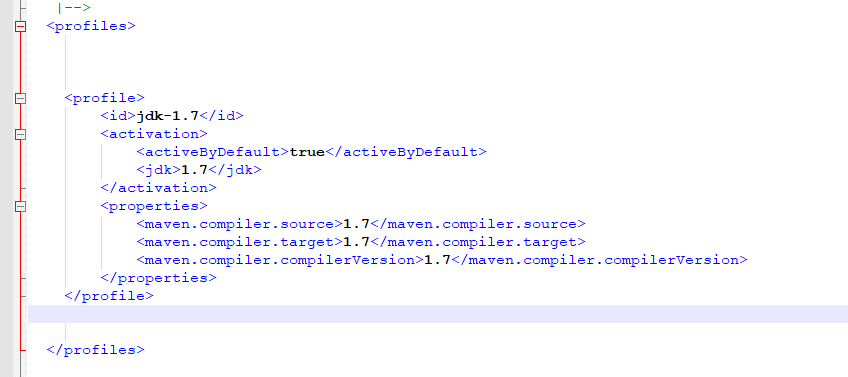 |-->
<profiles>
<profile>
<id>jdk-1.7</id>
<activation>
<activeByDefault>true</activeByDefault>
<jdk>1.7</jdk>
</activation>
<properties>
<maven.compiler.source>1.7</maven.compiler.source>
<maven.compiler.target>1.7</maven.compiler.target>
<maven.compiler.compilerVersion>1.7</maven.compiler.compilerVersion>
</properties>
</profile>
</profiles>